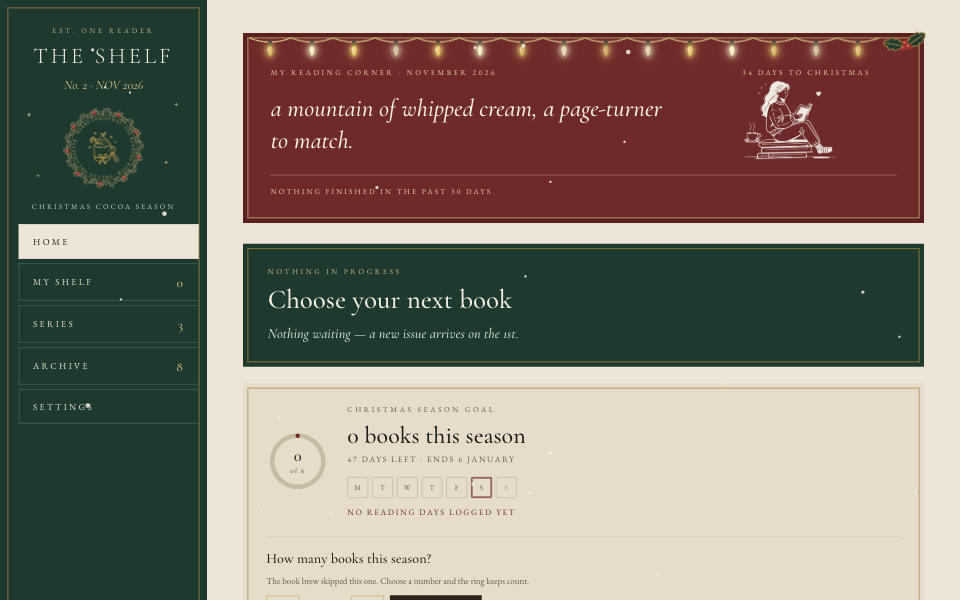 EST. ONE READER
THE SHELF
No. 2 · NOV 2026
CHRISTMAS COCOA SEASON
HOME
MY SHELF 0
SERIES 3
ARCHIVE 8
SETTINGS
MY READING CORNER · NOVEMBER 2026
34 DAYS TO CHRISTMAS
a mountain of whipped cream, a page-turner
to match.
NOTHING FINISHED IN THE PAST 30 DAYS.
NOTHING IN PROGRESS
Choose your next book
Nothing waiting — a new issue arrives on the 1st.
CHRISTMAS SEASON GOAL
0
of 6
0 books this season
47 DAYS LEFT · ENDS 6 JANUARY
M T W T F S S
NO READING DAYS LOGGED YET
How many books this season?
The book brew skipped this one. Choose a number and the ring keeps count.